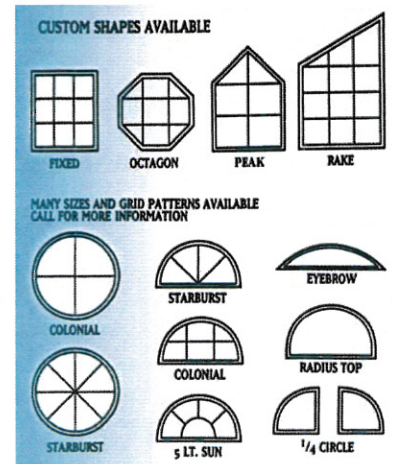 CUSTOM SHAPES AVAILABLE
FIXED
OCTAGON
PEAK
RAKE
MANY SIZES AND GRID PATTERNS AVAILABLE
CALL FOR MORE INFORMATION
COLONIAL
STARBURST
EYEBROW
COLONIAL
RADIUS TOP
STARBURST
5 LT. SUN
1/4 CIRCLE